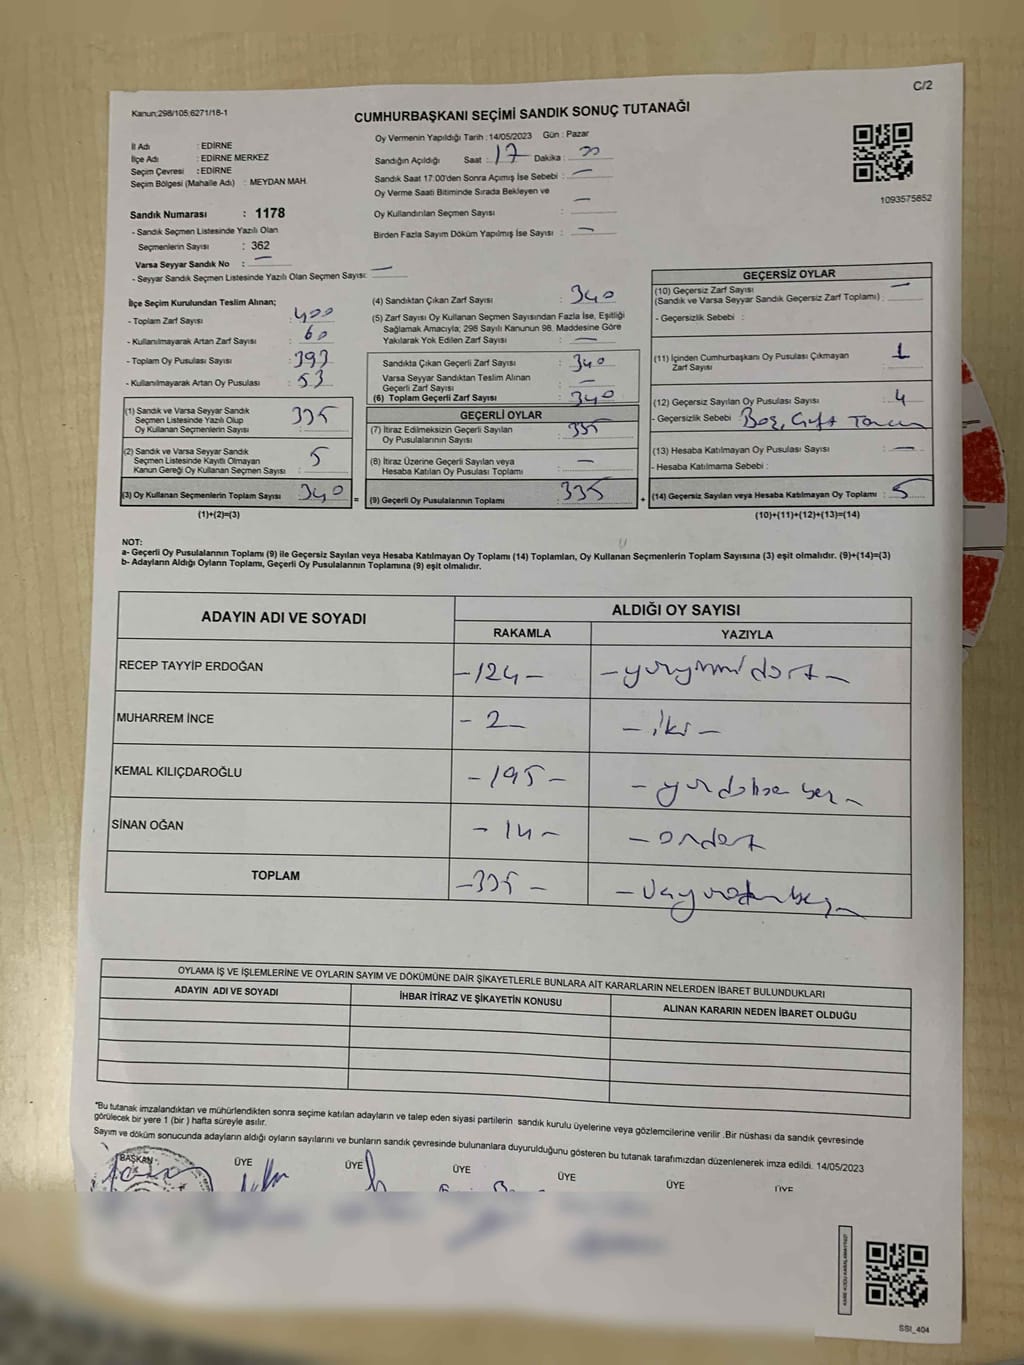 C/2
Kanun;298/105;6271/18-1
CUMHURBAŞKANI SEÇİMİ SANDIK SONUÇ TUTANAĞI
İl Adı : EDİRNE
İlçe Adı : EDİRNE MERKEZ
Seçim Çevresi : EDİRNE
Seçim Bölgesi (Mahalle Adı) : MEYDAN MAH.
Sandık Numarası : 1178
- Sandık Seçmen Listesinde Yazılı Olan
Seçmenlerin Sayısı : 362
Varsa Seyyar Sandık No : —
- Seyyar Sandık Seçmen Listesinde Yazılı Olan Seçmen Sayısı: —
Oy Vermenin Yapıldığı Tarih : 14/05/2023 Gün : Pazar
Sandığın Açıldığı Saat : 17 Dakika : 00
Sandık Saat 17:00'den Sonra Açımış İse Sebebi : —
Oy Verme Saati Bitiminde Sırada Bekleyen ve
Oy Kullandırılan Seçmen Sayısı : —
Birden Fazla Sayım Döküm Yapılmış İse Sayısı : —
1093575852
İlçe Seçim Kurulundan Teslim Alınan;
- Toplam Zarf Sayısı : 400
- Kullanılmayarak Artan Zarf Sayısı : 60
- Toplam Oy Pusulası Sayısı : 393
- Kullanılmayarak Artan Oy Pusulası : 53
(1) Sandık ve Varsa Seyyar Sandık
Seçmen Listesinde Yazılı Olup
Oy Kullanan Seçmenlerin Sayısı : 335
(2) Sandık ve Varsa Seyyar Sandık
Seçmen Listesinde Kayıtlı Olmayan
Kanun Gereği Oy Kullanan Seçmen Sayısı : 5
(3) Oy Kullanan Seçmenlerin Toplam Sayısı : 340
(1)+(2)=(3)
(4) Sandıktan Çıkan Zarf Sayısı : 340
(5) Zarf Sayısı Oy Kullanan Seçmen Sayısından Fazla İse, Eşitliği
Sağlamak Amacıyla; 298 Sayılı Kanunun 98. Maddesine Göre
Yakılarak Yok Edilen Zarf Sayısı : —
Sandıkta Çıkan Geçerli Zarf Sayısı : 340
Varsa Seyyar Sandıktan Teslim Alınan
Geçerli Zarf Sayısı : —
(6) Toplam Geçerli Zarf Sayısı : 340
GEÇERLİ OYLAR
(7) İtiraz Edilmeksizin Geçerli Sayılan
Oy Pusulalarının Sayısı : 335
(8) İtiraz Üzerine Geçerli Sayılan veya
Hesaba Katılan Oy Pusulası Toplamı : —
= (9) Geçerli Oy Pusulalarının Toplamı : 335 +
GEÇERSİZ OYLAR
(10) Geçersiz Zarf Sayısı
(Sandık ve Varsa Seyyar Sandık Geçersiz Zarf Toplamı) : —
- Geçersizlik Sebebi :
(11) İçinden Cumhurbaşkanı Oy Pusulası Çıkmayan
Zarf Sayısı : 1
(12) Geçersiz Sayılan Oy Pusulası Sayısı : 4
- Geçersizlik Sebebi : Boş, Çift
(13) Hesaba Katılmayan Oy Pusulası Sayısı : —
- Hesaba Katılmama Sebebi :
(14) Geçersiz Sayılan veya Hesaba Katılmayan Oy Toplamı : 5
(10)+(11)+(12)+(13)=(14)
NOT:
a- Geçerli Oy Pusulalarının Toplamı (9) ile Geçersiz Sayılan veya Hesaba Katılmayan Oy Toplamı (14) Toplamları, Oy Kullanan Seçmenlerin Toplam Sayısına (3) eşit olmalıdır. (9)+(14)=(3)
b- Adayların Aldığı Oyların Toplamı, Geçerli Oy Pusulalarının Toplamına (9) eşit olmalıdır.
ADAYIN ADI VE SOYADI ALDIĞI OY SAYISI
RAKAMLA YAZIYLA
RECEP TAYYİP ERDOĞAN -124- -yüzyirmidört-
MUHARREM İNCE -2- -iki-
KEMAL KILIÇDAROĞLU -195- -yüzdoksan beş-
SİNAN OĞAN -14- -ondört
TOPLAM -335- -üçyüzotuzbeş-
OYLAMA İŞ VE İŞLEMLERİNE VE OYLARIN SAYIM VE DÖKÜMÜNE DAİR ŞİKAYETLERLE BUNLARA AİT KARARLARIN NELERDEN İBARET BULUNDUKLARI
ADAYIN ADI VE SOYADI İHBAR İTİRAZ VE ŞİKAYETİN KONUSU ALINAN KARARIN NEDEN İBARET OLDUĞU
"Bu tutanak imzalandıktan ve mühürlendikten sonra seçime katılan adayların ve talep eden siyasi partilerin sandık kurulu üyelerine veya gözlemcilerine verilir .Bir nüshası da sandık çevresinde
görülecek bir yere 1 (bir ) hafta süreyle asılır.
Sayım ve döküm sonucunda adayların aldığı oyların sayılarını ve bunların sandık çevresinde bulunanlara duyurulduğunu gösteren bu tutanak tarafımızdan düzenlenerek imza edildi. 14/05/2023
BAŞKAN ÜYE ÜYE ÜYE ÜYE ÜYE ÜYE
SSI_404